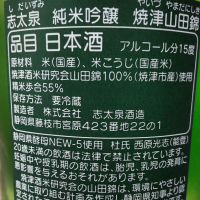 しだいずみ やいづ やまだにしき
志太泉 純米吟醸 焼津山田錦
品目 日本酒 アルコール分15度
原料 米(国産)、米こうじ(国産米)
焼津酒米研究会山田錦100%(焼津市産)使用
精米歩合55%
保存方法 要冷蔵
製造者 株式会社 志太泉酒造
静岡県藤枝市宮原423番地22の1
静岡県酵母NEW-5使用 杜氏 西原光志(能登)
20歳未満の飲酒は法律で禁止されています。
妊娠中や授乳期の飲酒は、胎児、乳児の発育に
影響を与えるおそれがあります。
焼津酒米研究会の山田錦は、環境にやさしい